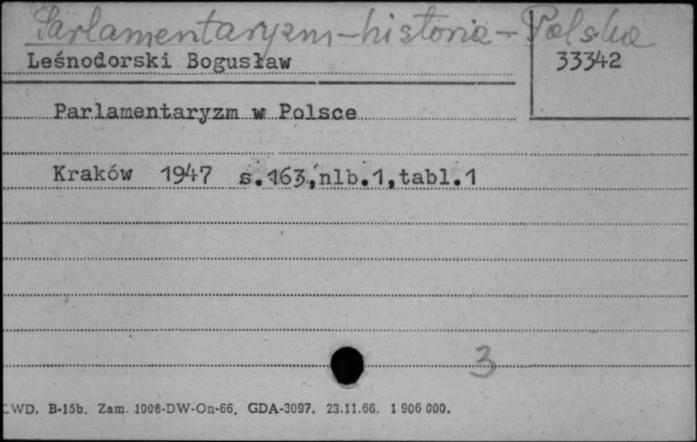 Parlamentaryzm-historia-Polska
Leśnodorski Bogusław
33342
Parlamentaryzm w Polsce
Kraków 1947 s.163,nlb.1,tabl.1
3
WD. B-15b. Zam. 1008-DW-On-66. GDA-3097. 23.11.66. 1 906 000.